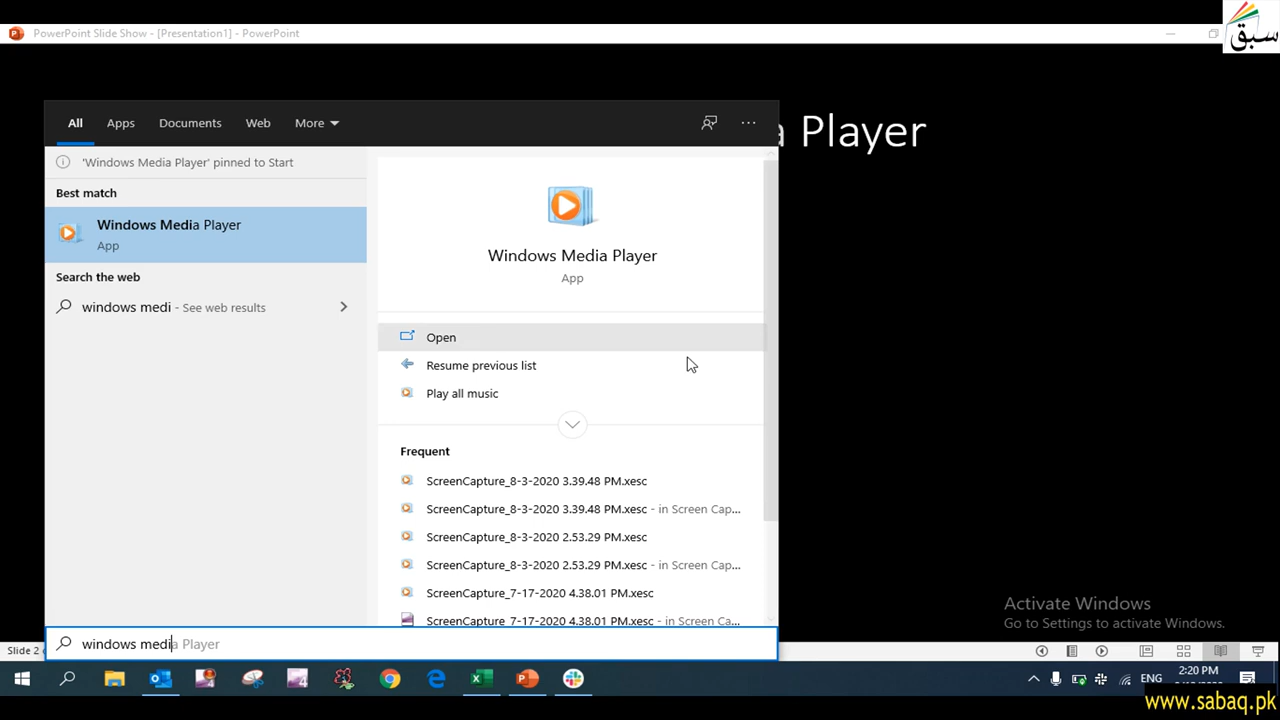 PowerPoint Slide Show - [Presentation1] - PowerPoint
سبق
a Player
All Apps Documents Web More
'Windows Media Player' pinned to Start
Best match
Windows Media Player
App
Search the web
windows medi - See web results
Windows Media Player
App
Open
Resume previous list
Play all music
Frequent
ScreenCapture_8-3-2020 3.39.48 PM.xesc
ScreenCapture_8-3-2020 3.39.48 PM.xesc - in Screen Cap...
ScreenCapture_8-3-2020 2.53.29 PM.xesc
ScreenCapture_8-3-2020 2.53.29 PM.xesc - in Screen Cap...
ScreenCapture_7-17-2020 4.38.01 PM.xesc
ScreenCapture_7-17-2020 4.38.01 PM.xesc - in Screen Cap...
Activate Windows
Go to Settings to activate Windows.
windows media Player
Slide 2
ENG
2:20 PM
www.sabaq.pk